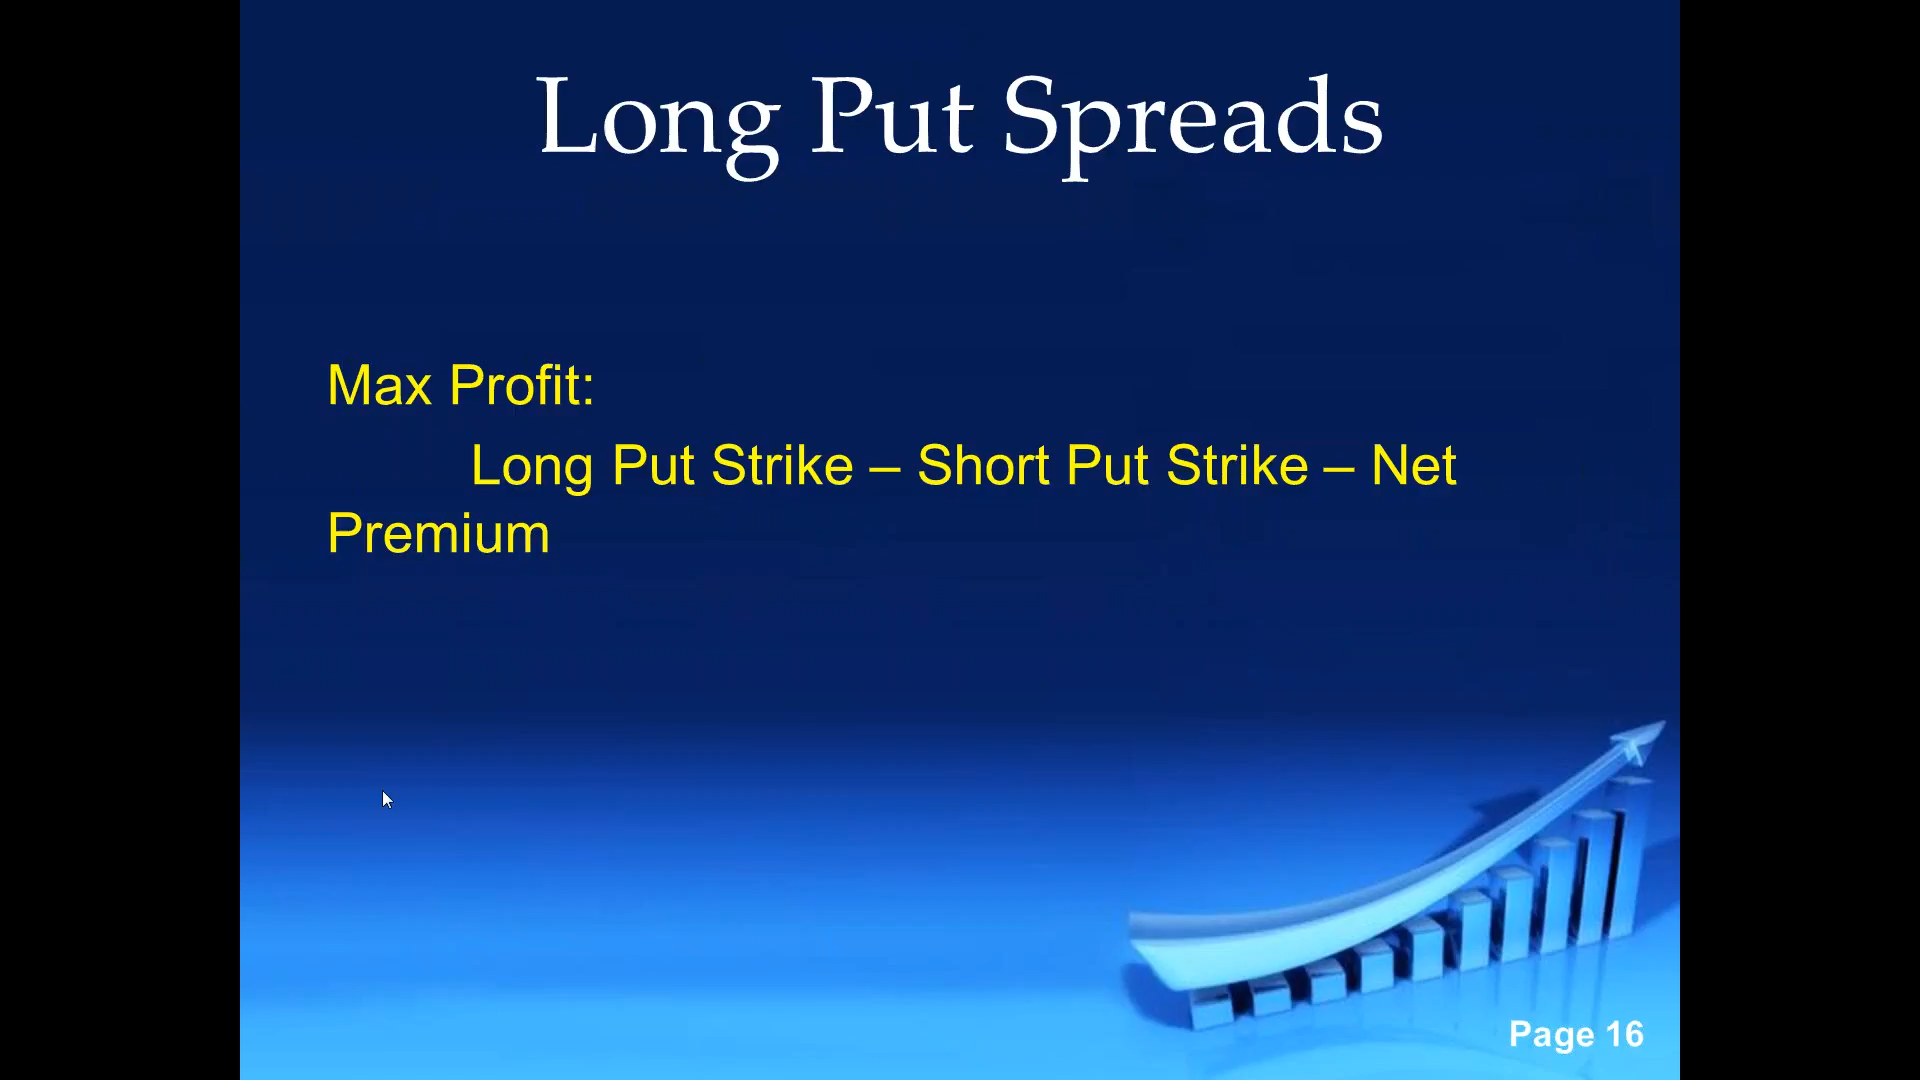 Long Put Spreads
Max Profit:
Long Put Strike – Short Put Strike – Net
Premium
Page 16